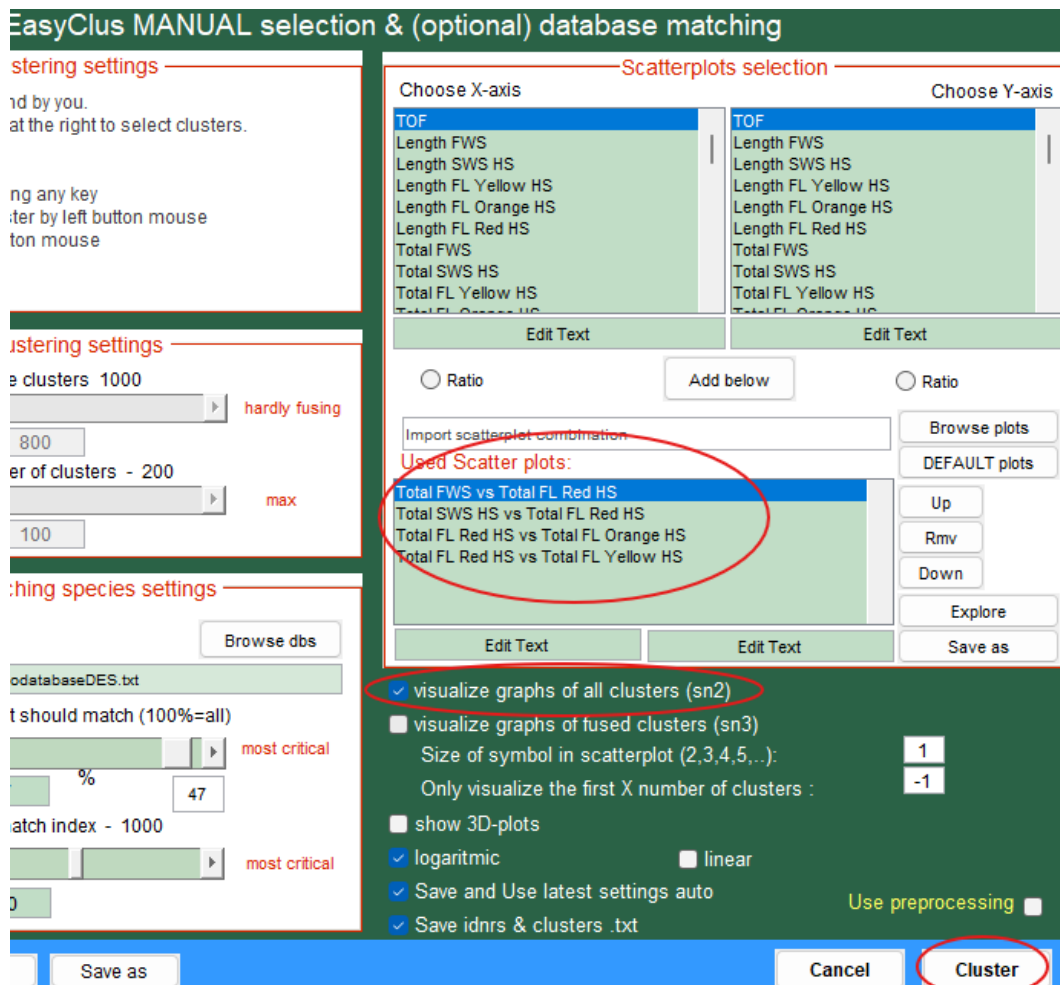 EasyClus MANUAL selection & (optional) database matching
stering settings
nd by you.
at the right to select clusters.
ng any key
ster by left button mouse
ton mouse
Scatterplots selection
Choose X-axis
Choose Y-axis
TOF
Length FWS
Length SWS HS
Length FL Yellow HS
Length FL Orange HS
Length FL Red HS
Total FWS
Total SWS HS
Total FL Yellow HS
Total FL Orange HS
TOF
Length FWS
Length SWS HS
Length FL Yellow HS
Length FL Orange HS
Length FL Red HS
Total FWS
Total SWS HS
Total FL Yellow HS
Total FL Orange HS
Edit Text
Edit Text
Ratio
Add below
Ratio
Import scatterplot combination
Browse plots
Used Scatter plots:
DEFAULT plots
Total FWS vs Total FL Red HS
Total SWS HS vs Total FL Red HS
Total FL Red HS vs Total FL Orange HS
Total FL Red HS vs Total FL Yellow HS
Up
Rmv
Down
Explore
Edit Text
Edit Text
Save as
ustering settings
e clusters 1000
hardly fusing
800
er of clusters - 200
max
100
ching species settings
Browse dbs
odatabaseDES.txt
t should match (100%=all)
most critical
%
47
atch index - 1000
most critical
0
visualize graphs of all clusters (sn2)
visualize graphs of fused clusters (sn3)
Size of symbol in scatterplot (2,3,4,5,..):
1
Only visualize the first X number of clusters :
-1
show 3D-plots
logaritmic
linear
Save and Use latest settings auto
Use preprocessing
Save idnrs & clusters .txt
Save as
Cancel
Cluster